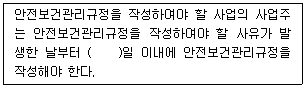 안전보건관리규정을 작성하여야 할 사업의 사업주
는 안전보건관리규정을 작성하여야 할 사유가 발
생한 날부터 (    )일 이내에 안전보건관리규정을
작성해야 한다.